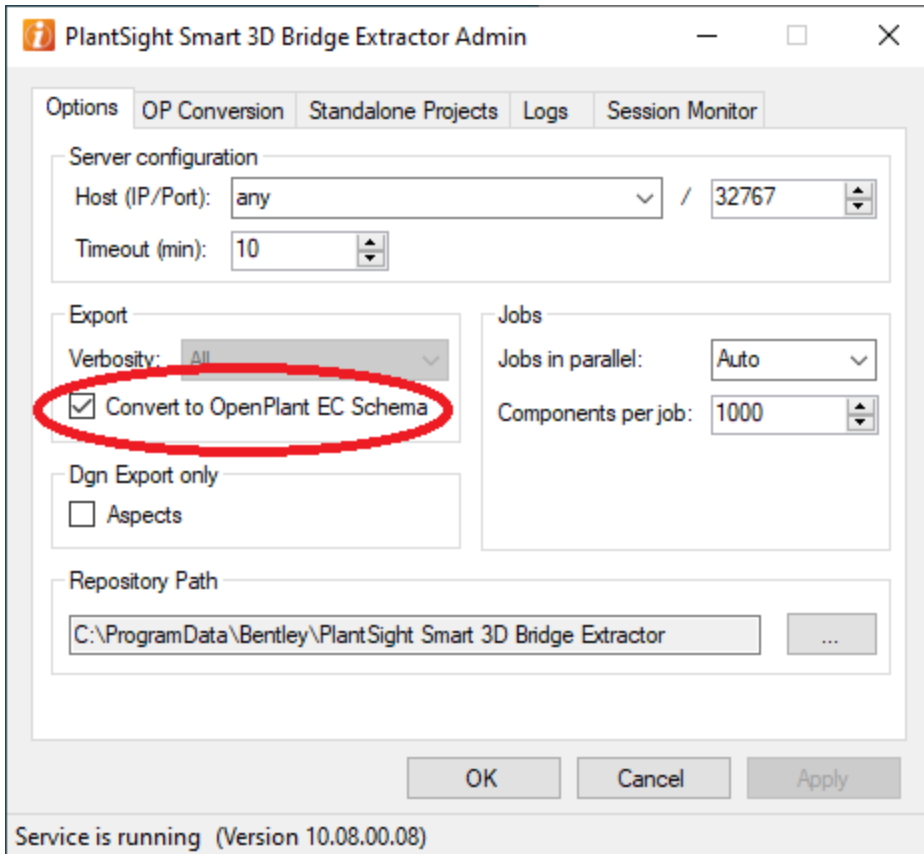 PlantSight Smart 3D Bridge Extractor Admin
Options OP Conversion Standalone Projects Logs Session Monitor
Server configuration
Host (IP/Port): any / 32767
Timeout (min): 10
Export
Verbosity: All
Convert to OpenPlant EC Schema
Jobs
Jobs in parallel: Auto
Components per job: 1000
Dgn Export only
Aspects
Repository Path
C:\ProgramData\Bentley\PlantSight Smart 3D Bridge Extractor ...
OK Cancel Apply
Service is running (Version 10.08.00.08)